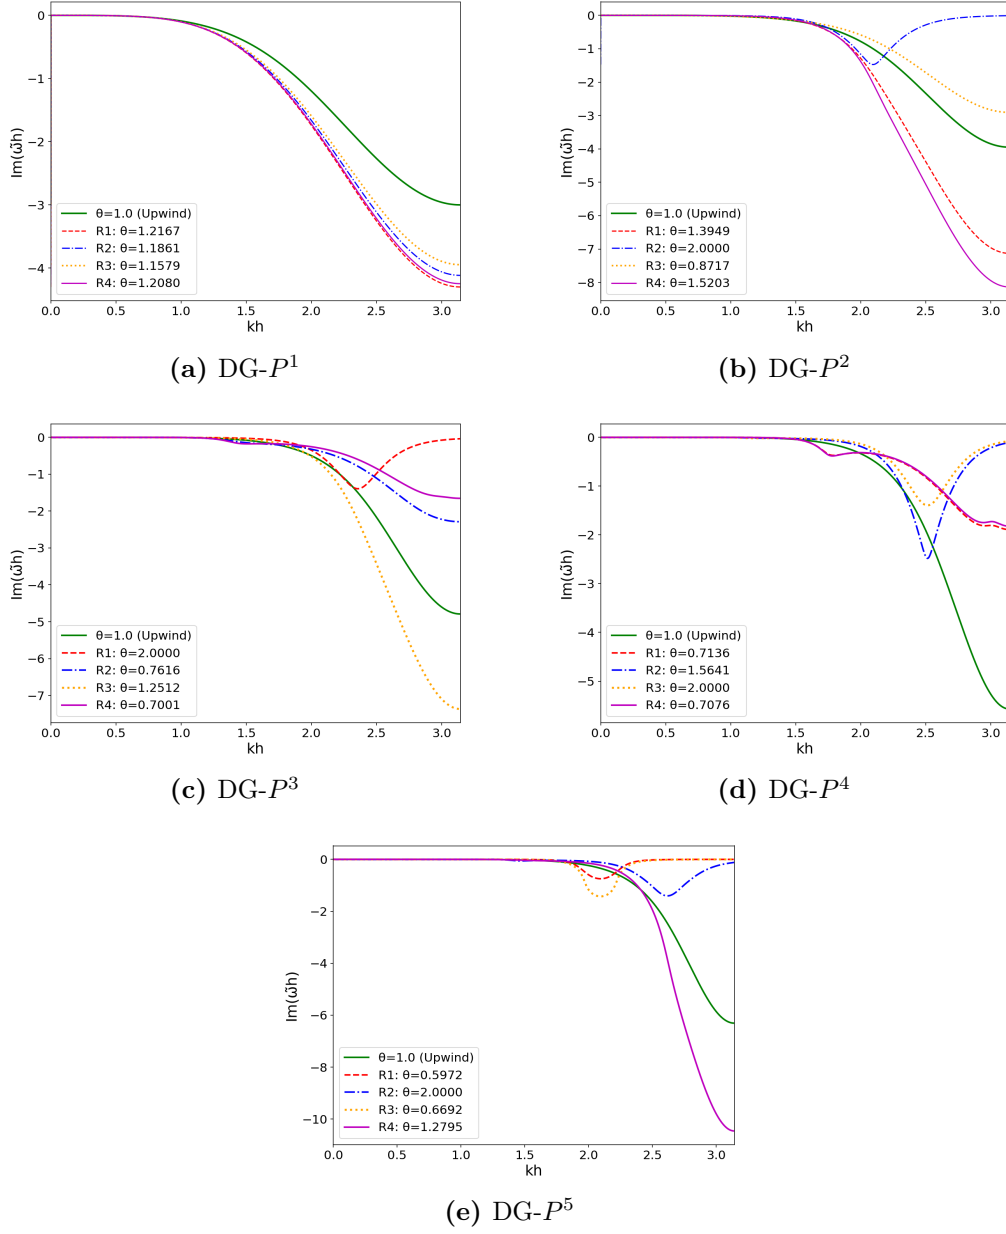 0
−1
−2
−3
−4
0.0 0.5 1.0 1.5 2.0 2.5 3.0
Im(ω̃h)
kh
θ=1.0 (Upwind)
R1: θ=1.2167
R2: θ=1.1861
R3: θ=1.1579
R4: θ=1.2080
(a) DG-P¹
0
−1
−2
−3
−4
−5
−6
−7
−8
0.0 0.5 1.0 1.5 2.0 2.5 3.0
Im(ω̃h)
kh
θ=1.0 (Upwind)
R1: θ=1.3949
R2: θ=2.0000
R3: θ=0.8717
R4: θ=1.5203
(b) DG-P²
0
−1
−2
−3
−4
−5
−6
−7
0.0 0.5 1.0 1.5 2.0 2.5 3.0
Im(ω̃h)
kh
θ=1.0 (Upwind)
R1: θ=2.0000
R2: θ=0.7616
R3: θ=1.2512
R4: θ=0.7001
(c) DG-P³
0
−1
−2
−3
−4
−5
0.0 0.5 1.0 1.5 2.0 2.5 3.0
Im(ω̃h)
kh
θ=1.0 (Upwind)
R1: θ=0.7136
R2: θ=1.5641
R3: θ=2.0000
R4: θ=0.7076
(d) DG-P⁴
0
−2
−4
−6
−8
−10
0.0 0.5 1.0 1.5 2.0 2.5 3.0
Im(ω̃h)
kh
θ=1.0 (Upwind)
R1: θ=0.5972
R2: θ=2.0000
R3: θ=0.6692
R4: θ=1.2795
(e) DG-P⁵